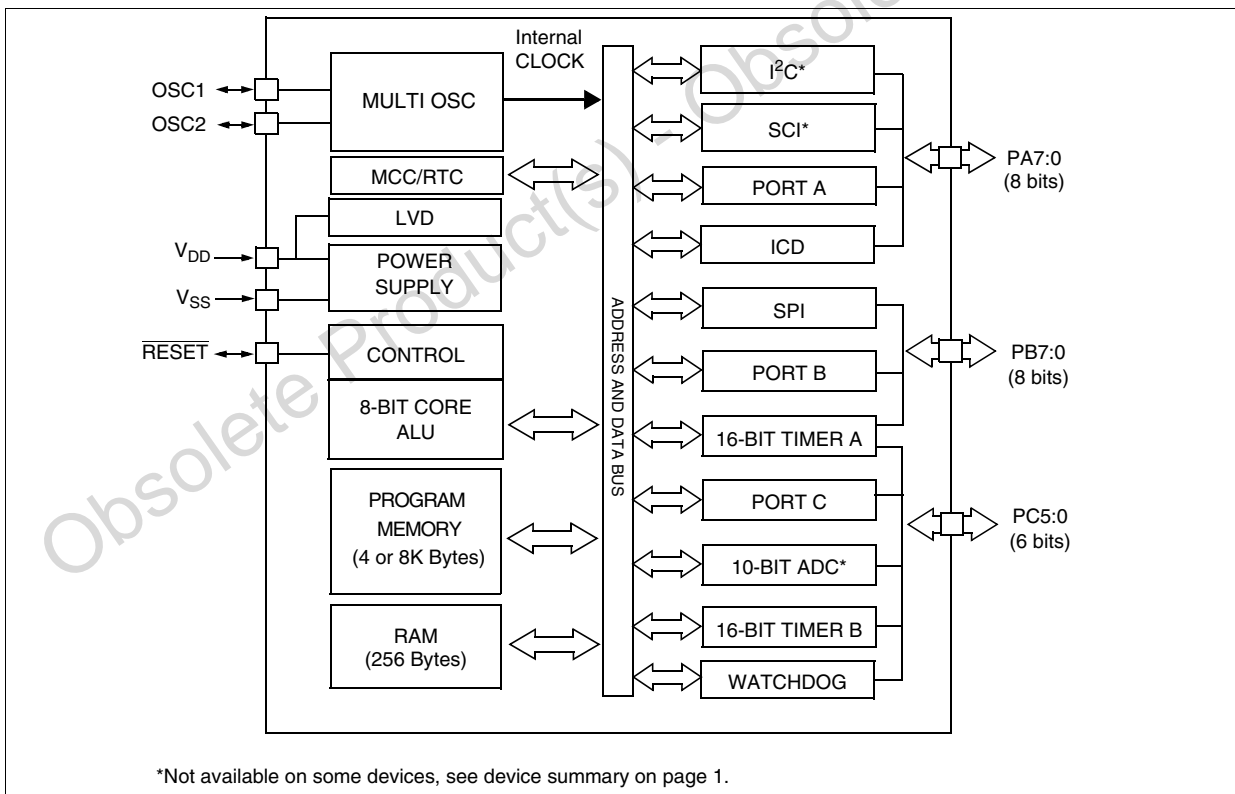 Obsolete Product(s) - Obsolete
Internal
CLOCK
OSC1
OSC2
MULTI OSC
MCC/RTC
LVD
VDD
POWER
SUPPLY
VSS
RESET
CONTROL
8-BIT CORE
ALU
PROGRAM
MEMORY
(4 or 8K Bytes)
RAM
(256 Bytes)
ADDRESS AND DATA BUS
I²C*
SCI*
PORT A
ICD
PA7:0
(8 bits)
SPI
PORT B
16-BIT TIMER A
PB7:0
(8 bits)
PORT C
10-BIT ADC*
16-BIT TIMER B
WATCHDOG
PC5:0
(6 bits)
*Not available on some devices, see device summary on page 1.